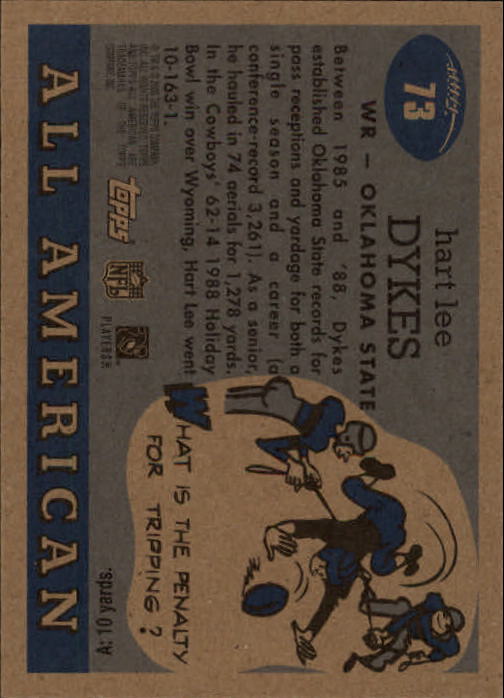 73
hart lee
DYKES
WR – OKLAHOMA STATE
Between 1985 and '88, Dykes
established Oklahoma State records for
pass receptions and yardage for both a
single season and a career (a
conference-record 3,261). As a senior,
he hauled in 74 aerials for 1,278 yards.
In the Cowboys' 62-14 1988 Holiday
Bowl win over Wyoming, Hart Lee went
10-163-1.
WHAT IS THE PENALTY
FOR TRIPPING?
A: 10 yards.
topps
NFL
PLAYERS
ALL AMERICAN